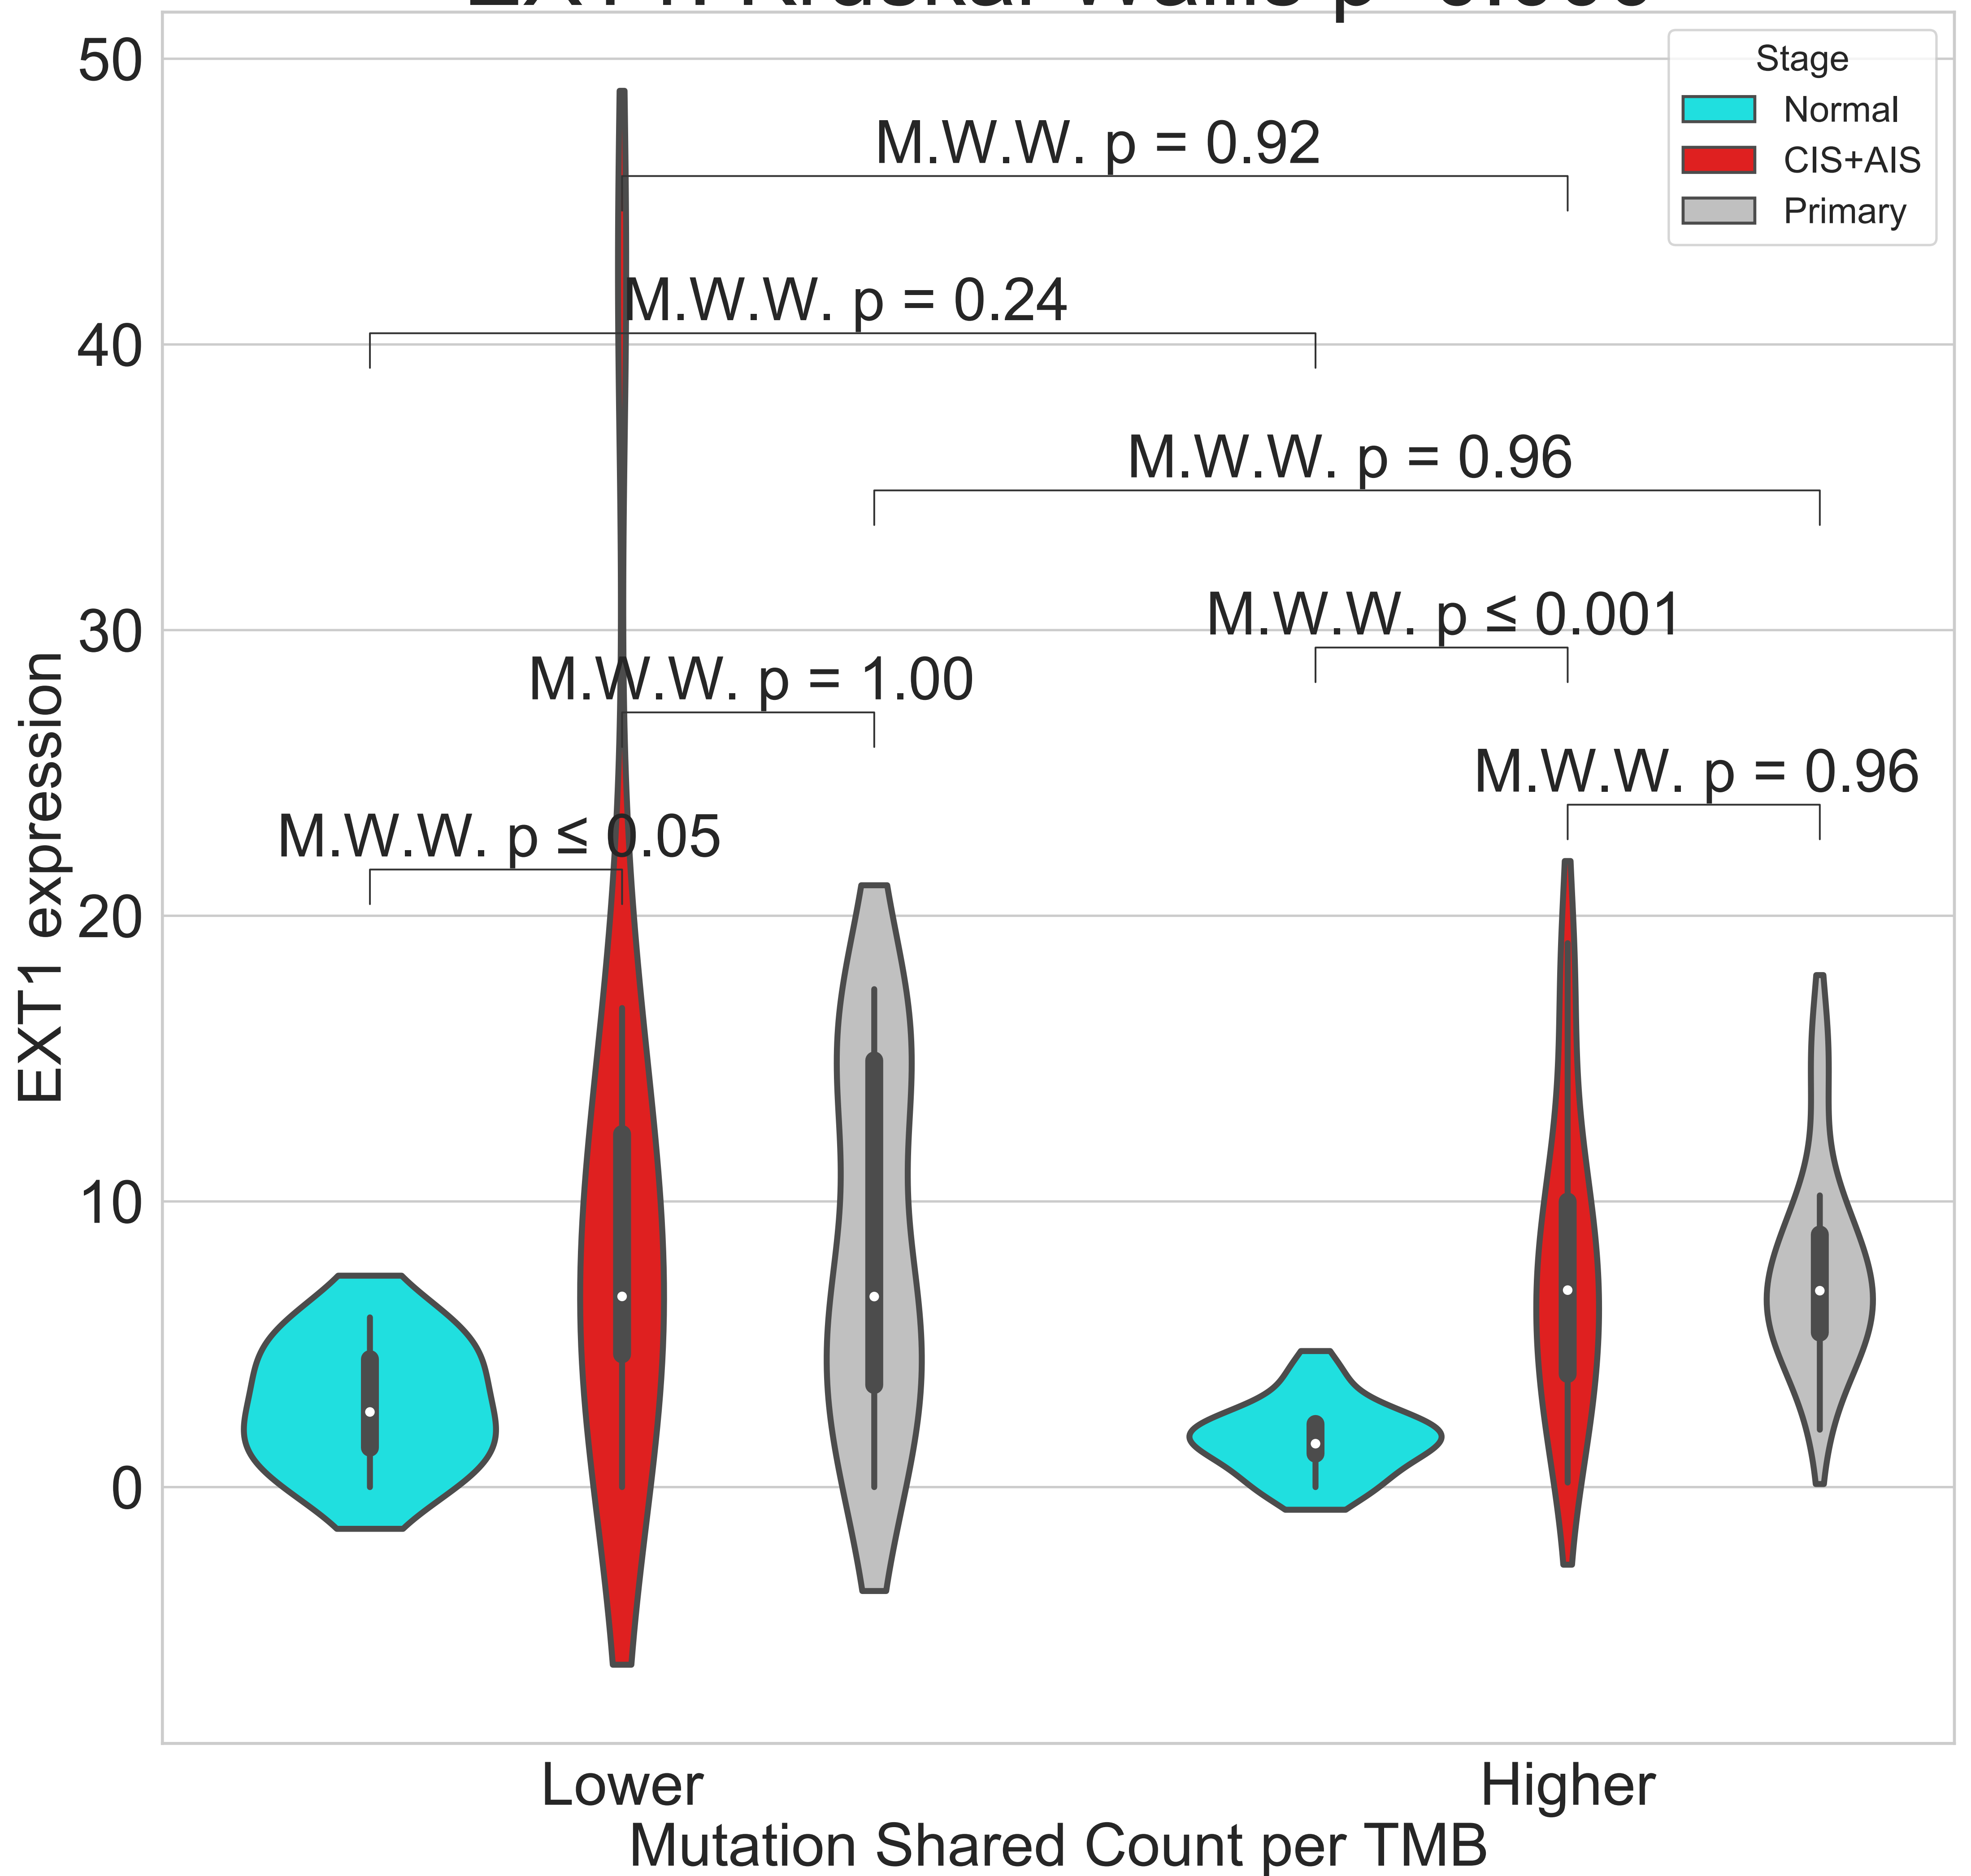 50
40
30
20
10
0
EXT1 expression
Stage
Normal
CIS+AIS
Primary
M.W.W. p = 0.92
M.W.W. p = 0.24
M.W.W. p = 0.96
M.W.W. p ≤ 0.001
M.W.W. p = 1.00
M.W.W. p = 0.96
M.W.W. p ≤ 0.05
Lower
Higher
Mutation Shared Count per TMB